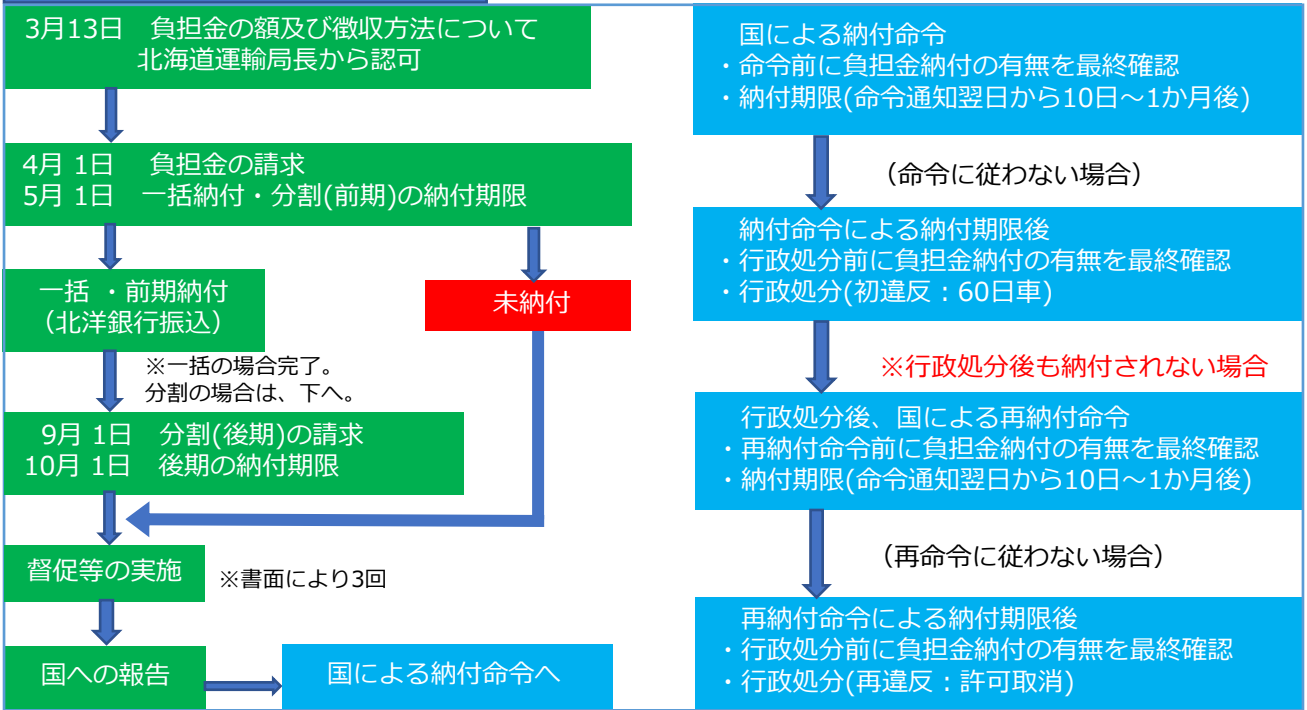 3月13日 負担金の額及び徴収方法について
北海道運輸局長から認可
4月 1日 負担金の請求
5月 1日 一括納付・分割(前期)の納付期限
一括 ・前期納付
（北洋銀行振込）
未納付
※一括の場合完了。
分割の場合は、下へ。
9月 1日 分割(後期)の請求
10月 1日 後期の納付期限
督促等の実施
※書面により3回
国への報告
国による納付命令へ
国による納付命令
・命令前に負担金納付の有無を最終確認
・納付期限(命令通知翌日から10日～1か月後)
（命令に従わない場合）
納付命令による納付期限後
・行政処分前に負担金納付の有無を最終確認
・行政処分(初違反：60日車)
※行政処分後も納付されない場合
行政処分後、国による再納付命令
・再納付命令前に負担金納付の有無を最終確認
・納付期限(命令通知翌日から10日～1か月後)
（再命令に従わない場合）
再納付命令による納付期限後
・行政処分前に負担金納付の有無を最終確認
・行政処分(再違反：許可取消)